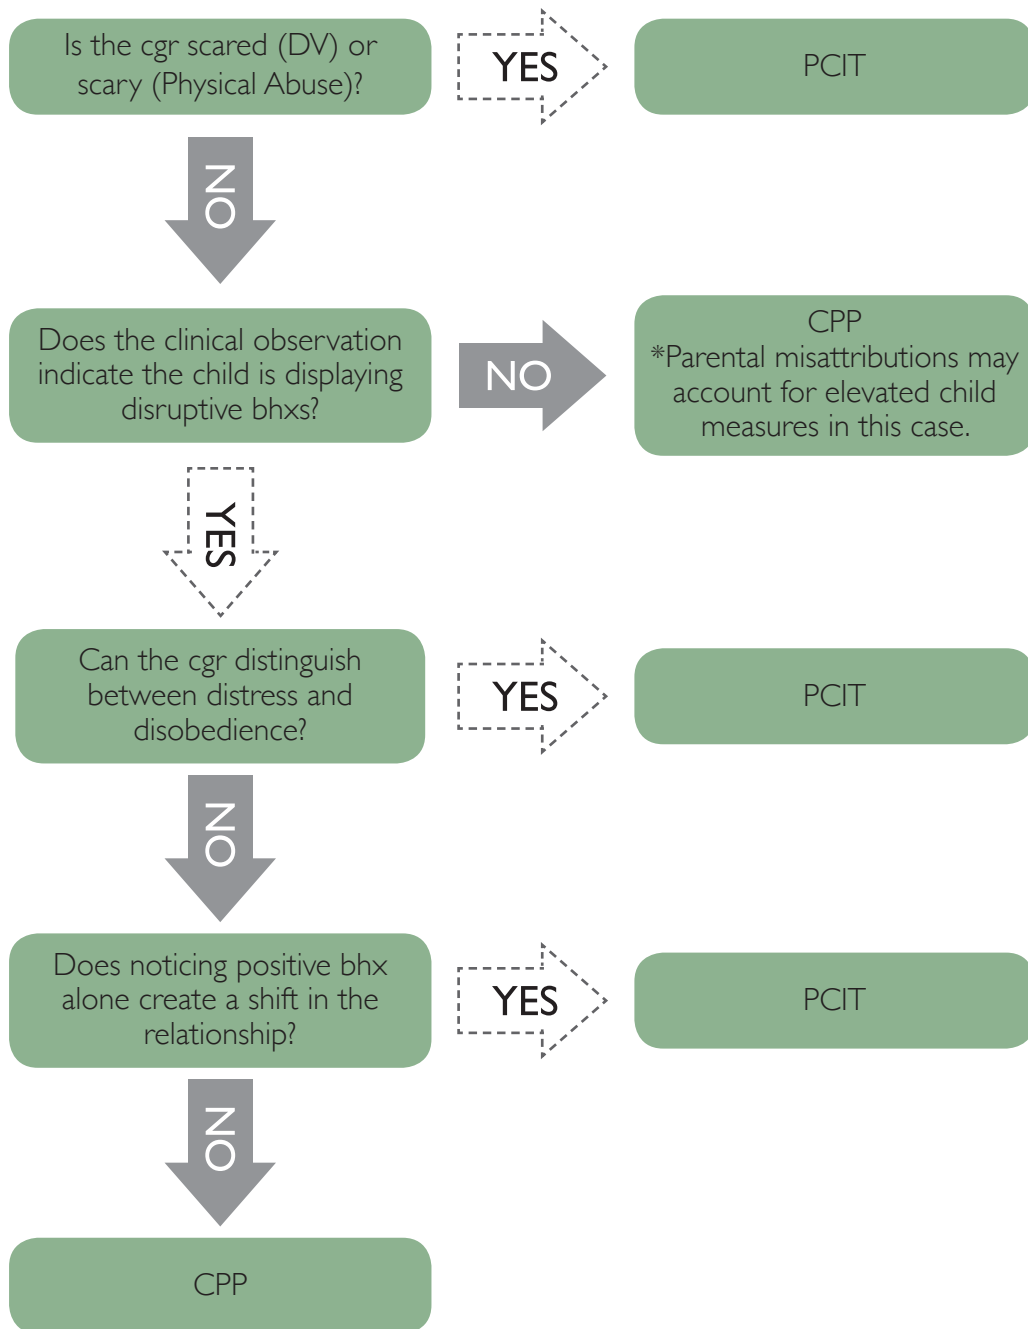 Is the cgr scared (DV) or
scary (Physical Abuse)?
YES
PCIT
NO
Does the clinical observation
indicate the child is displaying
disruptive bhxs?
NO
CPP
*Parental misattributions may
account for elevated child
measures in this case.
YES
Can the cgr distinguish
between distress and
disobedience?
YES
PCIT
NO
Does noticing positive bhx
alone create a shift in the
relationship?
YES
PCIT
NO
CPP